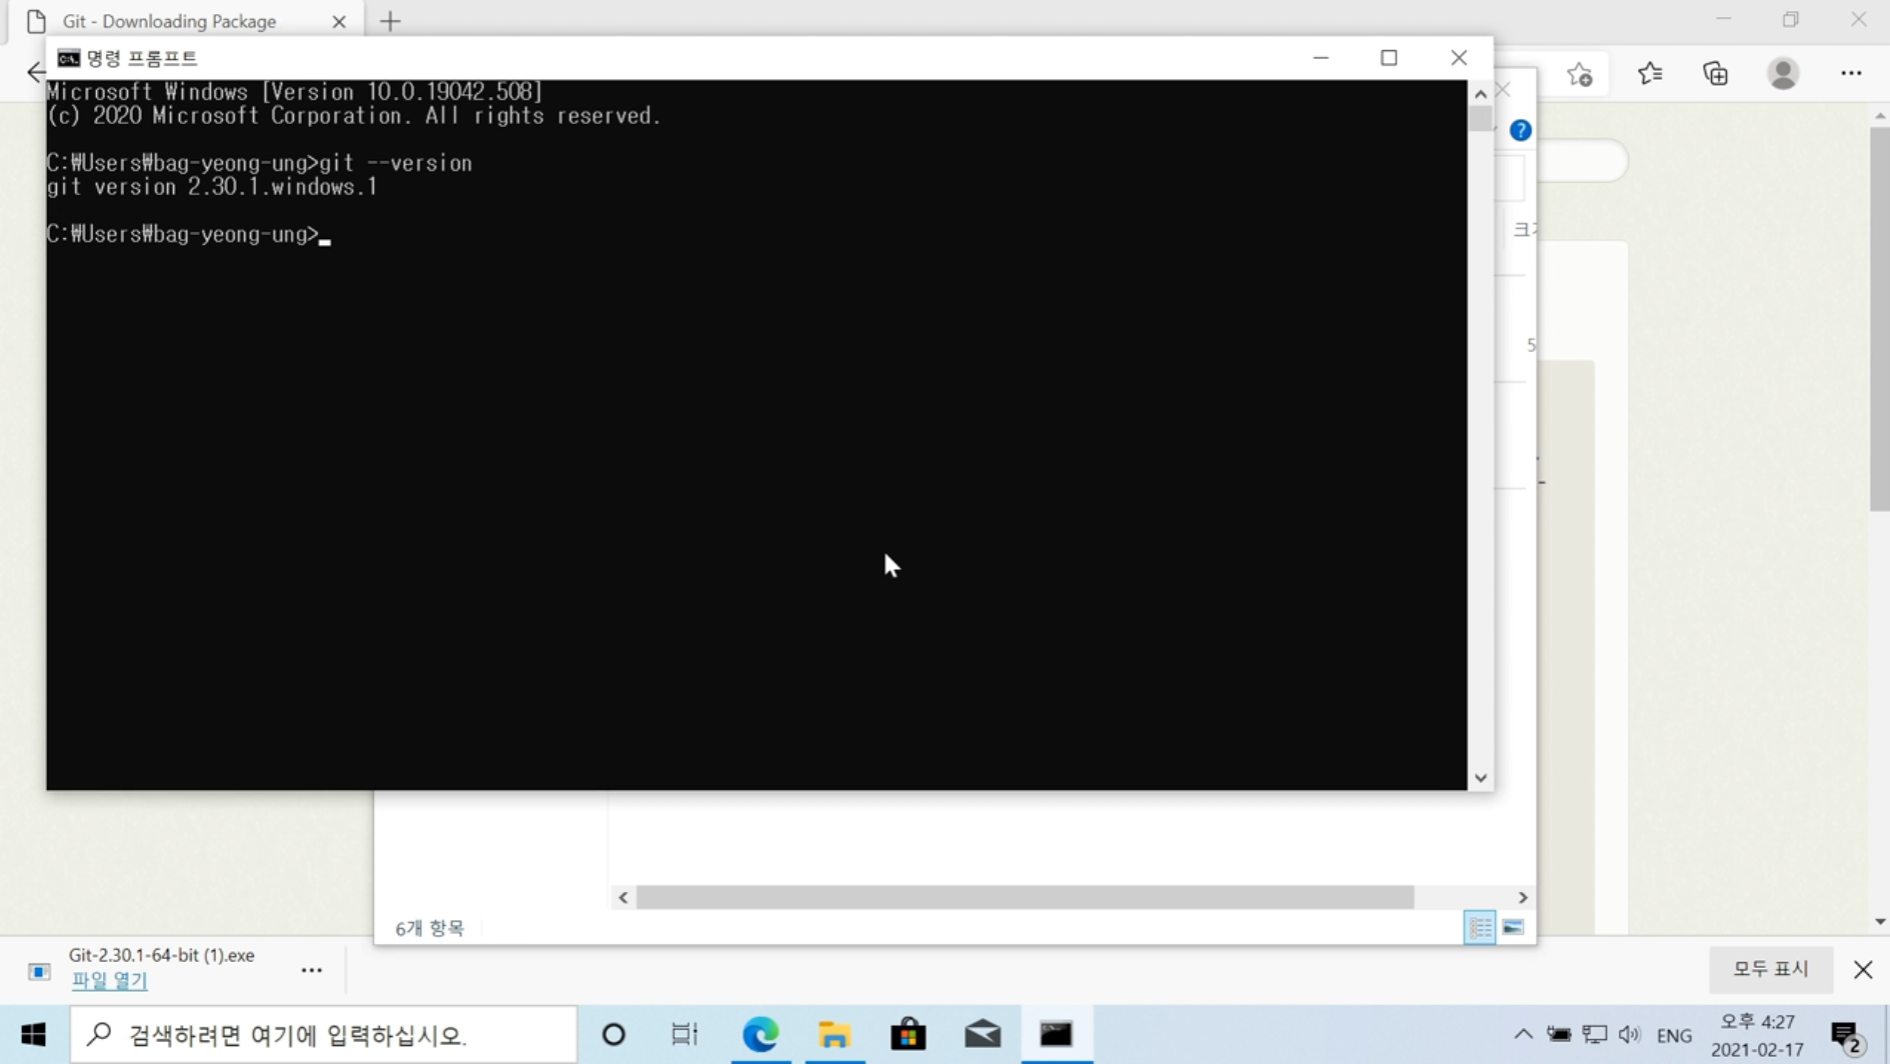 Git - Downloading Package
명령 프롬프트
Microsoft Windows [Version 10.0.19042.508]
(c) 2020 Microsoft Corporation. All rights reserved.
C:₩Users₩bag-yeong-ung>git --version
git version 2.30.1.windows.1
C:₩Users₩bag-yeong-ung>
5
6개 항목
Git-2.30.1-64-bit (1).exe
파일 열기
모두 표시
검색하려면 여기에 입력하십시오.
ENG
오후 4:27
2021-02-17
2